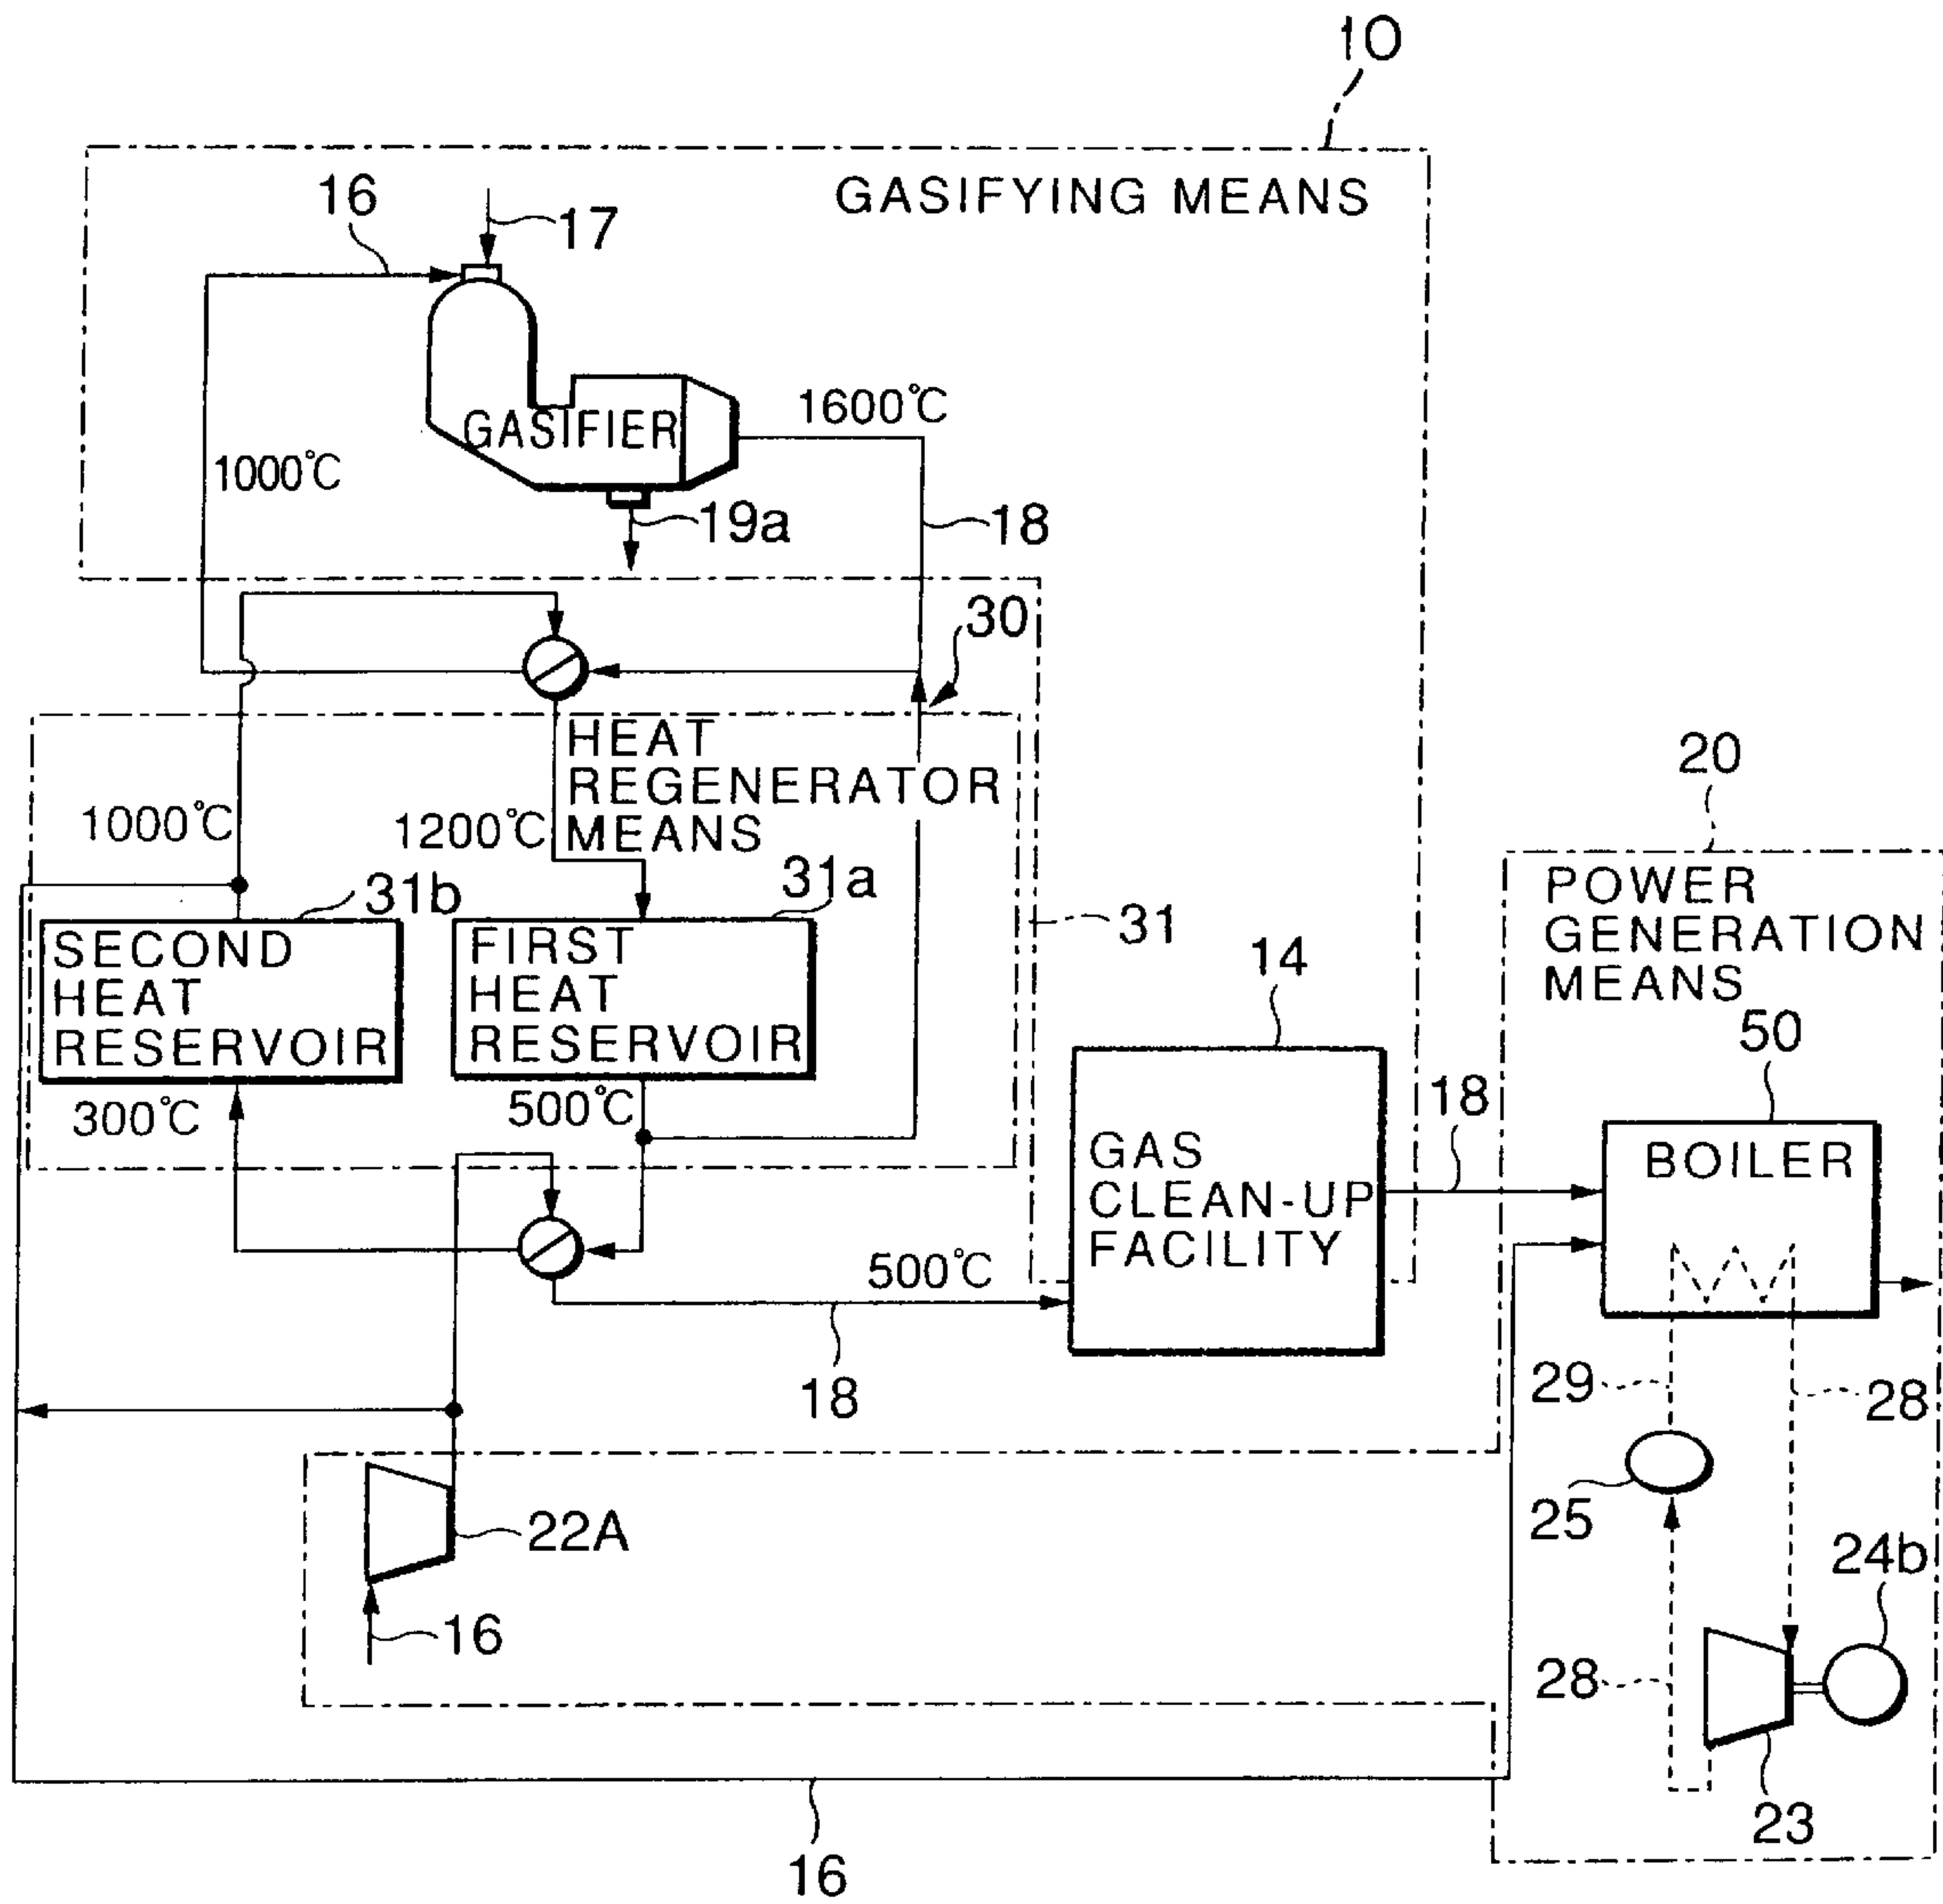 10
GASIFYING MEANS
16
17
GASIFIER
1600°C
1000°C
19a
18
30
HEAT
REGENERATOR
MEANS
1000°C
1200°C
31b
31a
SECOND
HEAT
RESERVOIR
FIRST
HEAT
RESERVOIR
31
300°C
500°C
14
GAS
CLEAN-UP
FACILITY
500°C
18
18
20
POWER
GENERATION
MEANS
50
BOILER
29
28
25
24b
28
23
22A
16
16